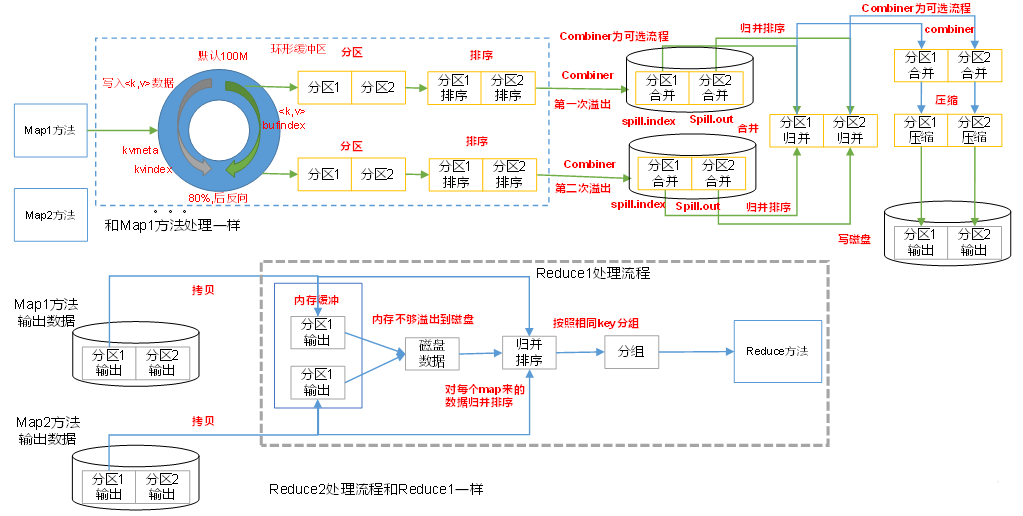 默认100M
环形缓冲区
写入<k,v>数据
<k,v>
bufindex
kvmeta
kvindex
80%,后反向
Map1方法
Map2方法
和Map1方法处理一样
分区
分区1
分区2
排序
分区1
排序
分区2
排序
分区
分区1
分区2
排序
分区1
排序
分区2
排序
Combiner为可选流程
Combiner
第一次溢出
分区1
合并
分区2
合并
spill.index
Spill.out
Combiner
第二次溢出
分区1
合并
分区2
合并
spill.index
Spill.out
归并排序
合并
归并排序
分区1
归并
分区2
归并
Combiner为可选流程
combiner
分区1
合并
分区2
合并
压缩
分区1
压缩
分区2
压缩
写磁盘
分区1
输出
分区2
输出
Reduce1处理流程
Map1方法
输出数据
分区1
输出
分区2
输出
拷贝
Map2方法
输出数据
分区1
输出
分区2
输出
拷贝
内存缓冲
分区1
输出
分区1
输出
内存不够溢出到磁盘
磁盘
数据
归并
排序
对每个map来的
数据归并排序
按照相同key分组
分组
Reduce方法
Reduce2处理流程和Reduce1一样